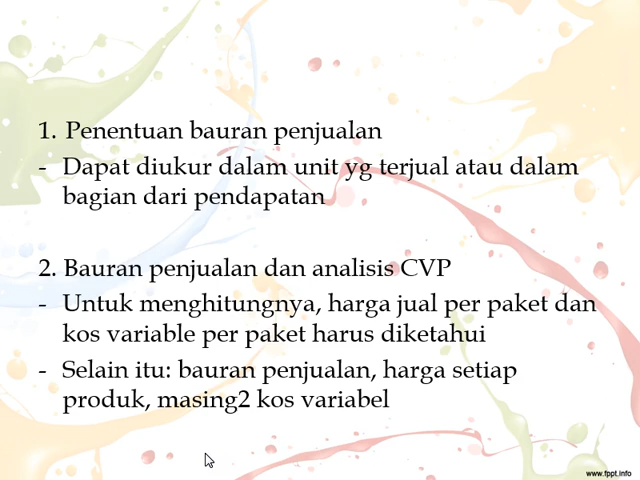 1. Penentuan bauran penjualan
- Dapat diukur dalam unit yg terjual atau dalam
bagian dari pendapatan
2. Bauran penjualan dan analisis CVP
- Untuk menghitungnya, harga jual per paket dan
kos variable per paket harus diketahui
- Selain itu: bauran penjualan, harga setiap
produk, masing2 kos variabel
www.fppt.info